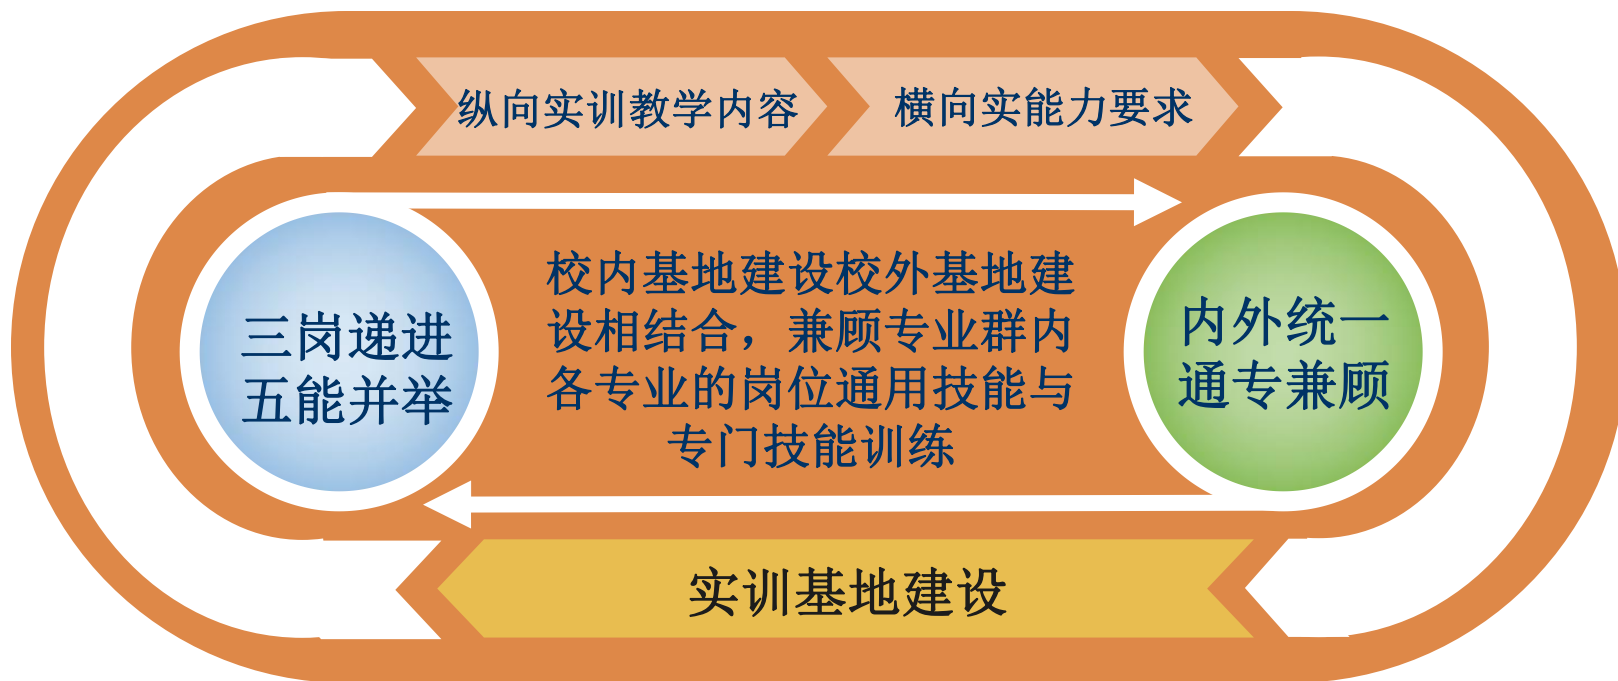 纵向实训教学内容
横向实能力要求
三岗递进
五能并举
校内基地建设校外基地建
设相结合，兼顾专业群内
各专业的岗位通用技能与
专门技能训练
内外统一
通专兼顾
实训基地建设